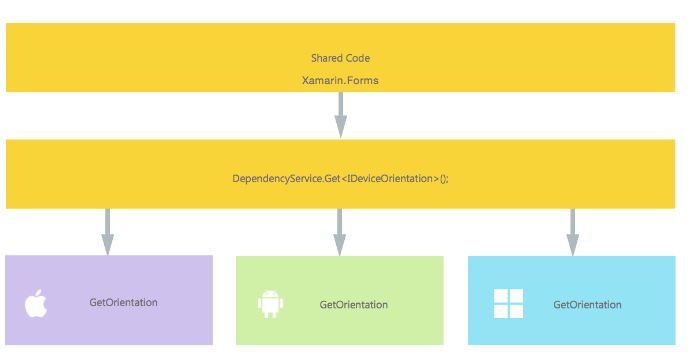 Shared Code
Xamarin.Forms
DependencyService.Get<IDeviceOrientation>();
GetOrientation
GetOrientation
GetOrientation